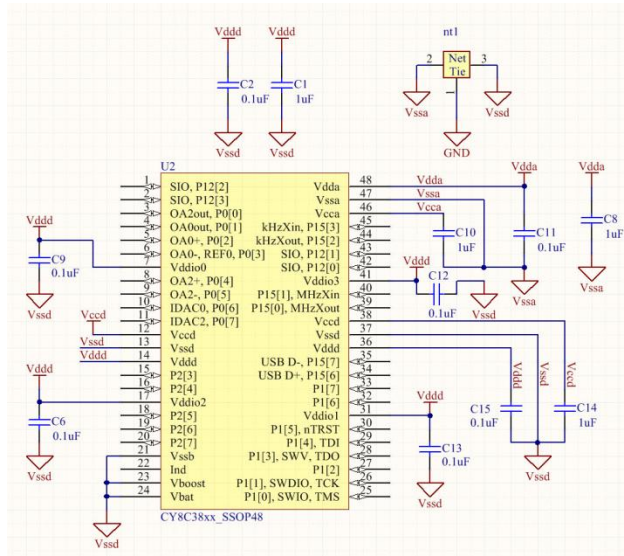 Vddd
C2
0.1uF
Vssd
Vddd
C1
1uF
Vssd
nt1
2
Net
Tie
3
1
Vssa
Vssd
GND
U2
1 SIO, P12[2]
2 SIO, P12[3]
3 OA2out, P0[0]
4 OA0out, P0[1]
5 OA0+, P0[2]
6 OA0-, REF0, P0[3]
7 Vddio0
8 OA2+, P0[4]
9 OA2-, P0[5]
10 IDAC0, P0[6]
11 IDAC2, P0[7]
12 Vccd
13 Vssd
14 Vddd
15 P2[3]
16 P2[4]
17 Vddio2
18 P2[5]
19 P2[6]
20 P2[7]
21 Vssb
22 Ind
23 Vboost
24 Vbat
Vdda 48
Vssa 47
Vcca 46
kHzXin, P15[3] 45
kHzXout, P15[2] 44
SIO, P12[1] 43
SIO, P12[0] 42
Vddio3 41
P15[1], MHzXin 40
P15[0], MHzXout 39
Vccd 38
Vssd 37
Vddd 36
USB D-, P15[7] 35
USB D+, P15[6] 34
P1[7] 33
P1[6] 32
Vddio1 31
P1[5], nTRST 30
P1[4], TDI 29
P1[3], SWV, TDO 28
P1[2] 27
P1[1], SWDIO, TCK 26
P1[0], SWIO, TMS 25
CY8C38xx_SSOP48
Vddd
C9
0.1uF
Vssd
Vccd
Vssd
Vddd
Vddd
C6
0.1uF
Vssd
Vssd
Vdda
Vssa
Vcca
Vdda
C10
1uF
C11
0.1uF
Vssa
Vdda
C8
1uF
Vssa
Vddd
C12
0.1uF
Vssd
Vddd
Vssd
Vccd
C15
0.1uF
C14
1uF
Vssd
Vddd
C13
0.1uF
Vssd